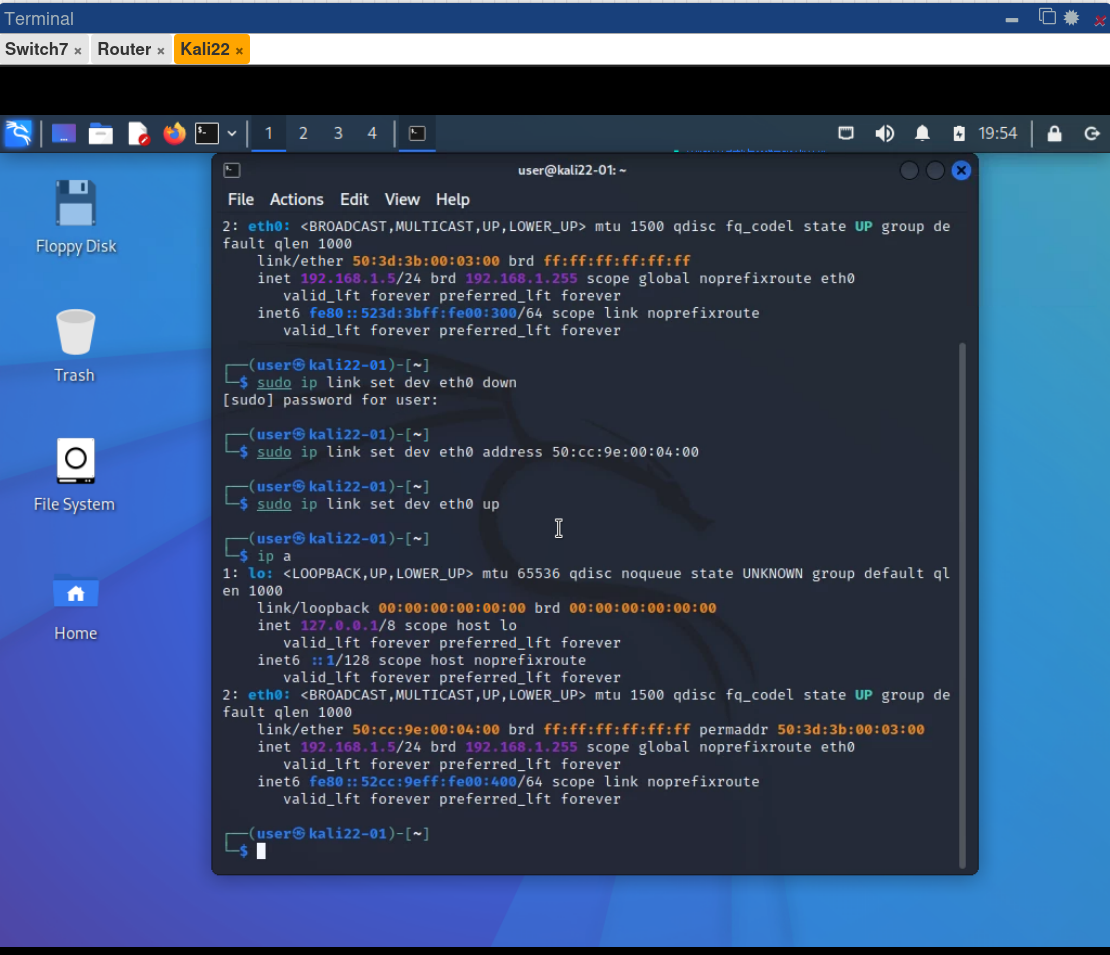 Terminal
Switch7 × Router × Kali22 ×
1 2 3 4 19:54
user@kali22-01: ~
File Actions Edit View Help
Floppy Disk
Trash
File System
Home
2: eth0: <BROADCAST,MULTICAST,UP,LOWER_UP> mtu 1500 qdisc fq_codel state UP group de
fault qlen 1000
link/ether 50:3d:3b:00:03:00 brd ff:ff:ff:ff:ff:ff
inet 192.168.1.5/24 brd 192.168.1.255 scope global noprefixroute eth0
valid_lft forever preferred_lft forever
inet6 fe80::523d:3bff:fe00:300/64 scope link noprefixroute
valid_lft forever preferred_lft forever
┌──(user㉿kali22-01)-[~]
└─$ sudo ip link set dev eth0 down
[sudo] password for user:
┌──(user㉿kali22-01)-[~]
└─$ sudo ip link set dev eth0 address 50:cc:9e:00:04:00
┌──(user㉿kali22-01)-[~]
└─$ sudo ip link set dev eth0 up
┌──(user㉿kali22-01)-[~]
└─$ ip a
1: lo: <LOOPBACK,UP,LOWER_UP> mtu 65536 qdisc noqueue state UNKNOWN group default ql
en 1000
link/loopback 00:00:00:00:00:00 brd 00:00:00:00:00:00
inet 127.0.0.1/8 scope host lo
valid_lft forever preferred_lft forever
inet6 ::1/128 scope host noprefixroute
valid_lft forever preferred_lft forever
2: eth0: <BROADCAST,MULTICAST,UP,LOWER_UP> mtu 1500 qdisc fq_codel state UP group de
fault qlen 1000
link/ether 50:cc:9e:00:04:00 brd ff:ff:ff:ff:ff:ff permaddr 50:3d:3b:00:03:00
inet 192.168.1.5/24 brd 192.168.1.255 scope global noprefixroute eth0
valid_lft forever preferred_lft forever
inet6 fe80::52cc:9eff:fe00:400/64 scope link noprefixroute
valid_lft forever preferred_lft forever
┌──(user㉿kali22-01)-[~]
└─$